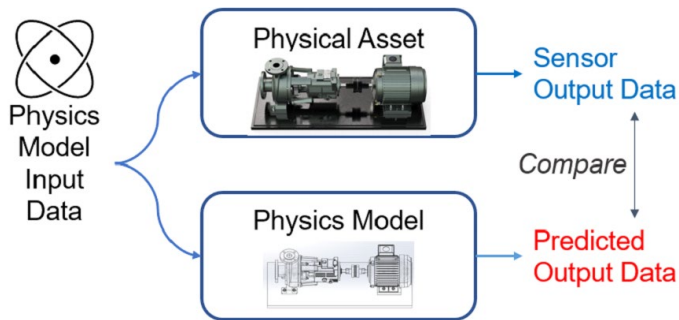 Physics
Model
Input
Data
Physical Asset
Physics Model
Sensor
Output Data
Compare
Predicted
Output Data